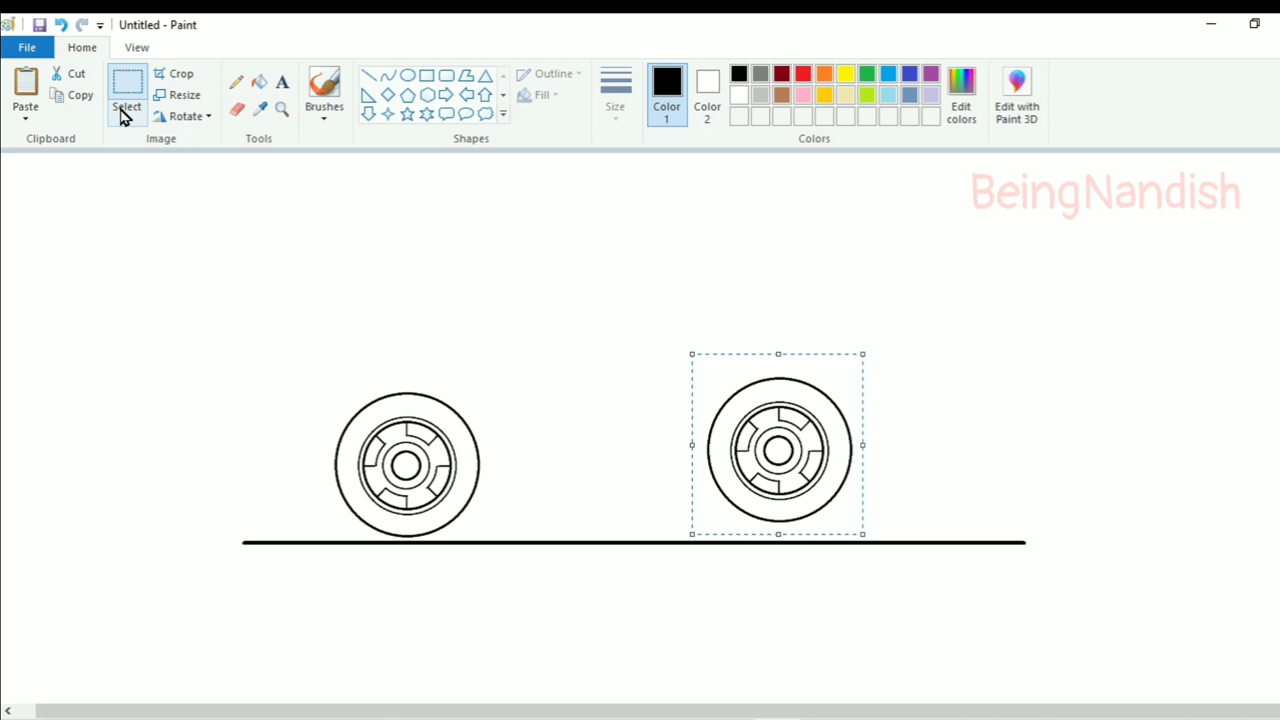 Untitled - Paint
File Home View
Paste
Cut
Copy
Clipboard
Select
Crop
Resize
Rotate
Image
A
Tools
Brushes
Shapes
Outline
Fill
Size
Color 1
Color 2
Colors
Edit colors
Edit with Paint 3D
BeingNandish